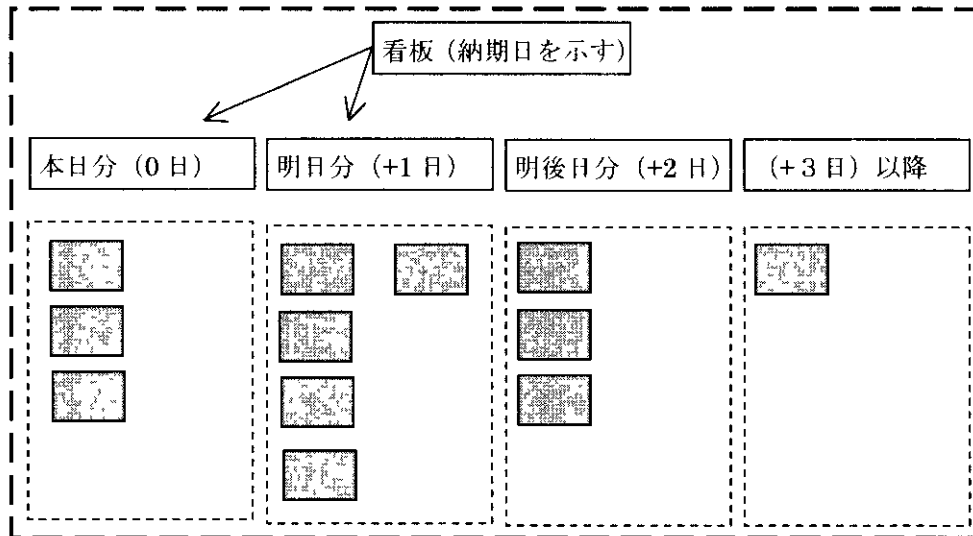 看板（納期日を示す）
本日分（0日）
明日分（+1日）
明後日分（+2日）
（+3日）以降